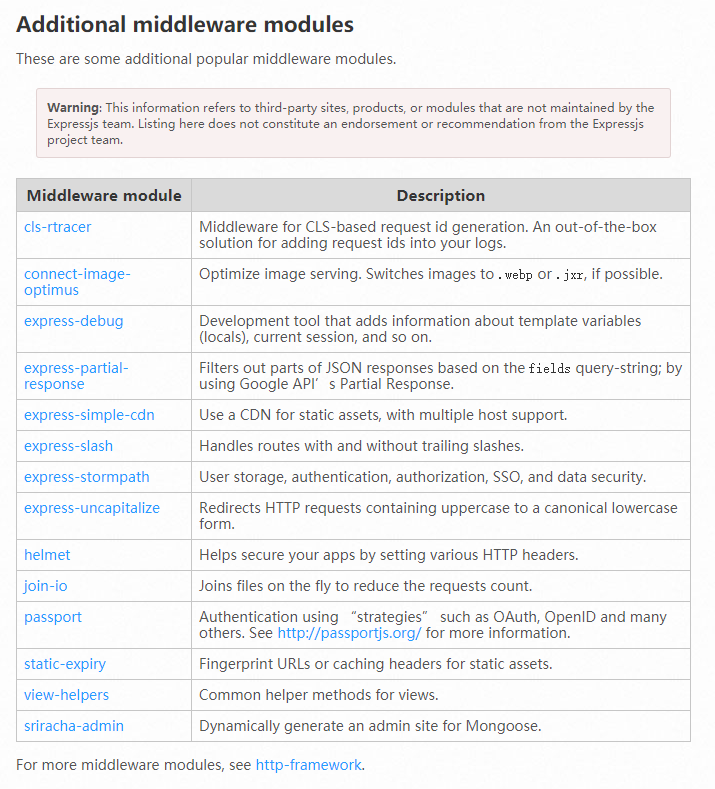 Additional middleware modules
These are some additional popular middleware modules.
Warning: This information refers to third-party sites, products, or modules that are not maintained by the
Expressjs team. Listing here does not constitute an endorsement or recommendation from the Expressjs
project team.
Middleware module Description
cls-rtracer Middleware for CLS-based request id generation. An out-of-the-box
solution for adding request ids into your logs.
connect-image- Optimize image serving. Switches images to .webp or .jxr, if possible.
optimus
express-debug Development tool that adds information about template variables
(locals), current session, and so on.
express-partial- Filters out parts of JSON responses based on the fields query-string; by
response using Google API’s Partial Response.
express-simple-cdn Use a CDN for static assets, with multiple host support.
express-slash Handles routes with and without trailing slashes.
express-stormpath User storage, authentication, authorization, SSO, and data security.
express-uncapitalize Redirects HTTP requests containing uppercase to a canonical lowercase
form.
helmet Helps secure your apps by setting various HTTP headers.
join-io Joins files on the fly to reduce the requests count.
passport Authentication using “strategies” such as OAuth, OpenID and many
others. See http://passportjs.org/ for more information.
static-expiry Fingerprint URLs or caching headers for static assets.
view-helpers Common helper methods for views.
sriracha-admin Dynamically generate an admin site for Mongoose.
For more middleware modules, see http-framework.